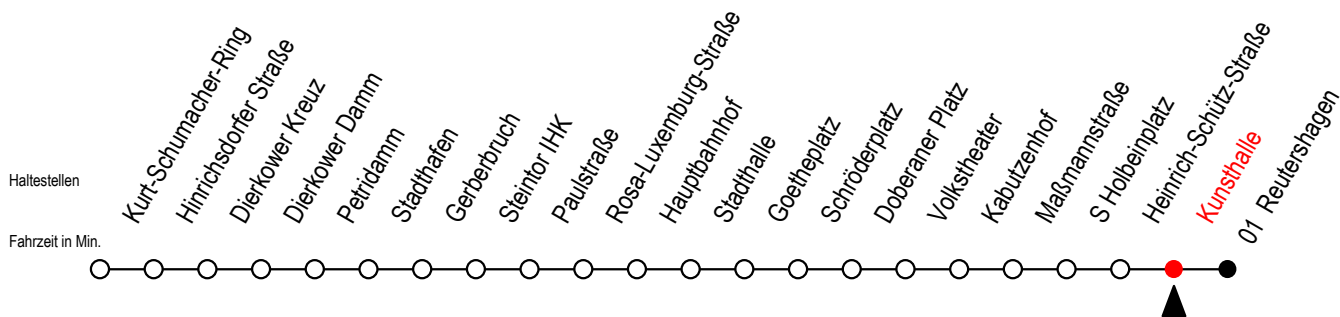 Haltestellen
Kurt-Schumacher-Ring
Hinrichsdorfer Straße
Dierkower Kreuz
Dierkower Damm
Petridamm
Stadthafen
Gerberbruch
Steintor IHK
Paulstraße
Rosa-Luxemburg-Straße
Hauptbahnhof
Stadthalle
Goetheplatz
Schröderplatz
Doberaner Platz
Volkstheater
Kabutzenhof
Maßmannstraße
S Holbeinplatz
Heinrich-Schütz-Straße
Kunsthalle
01 Reutershagen
Fahrzeit in Min.